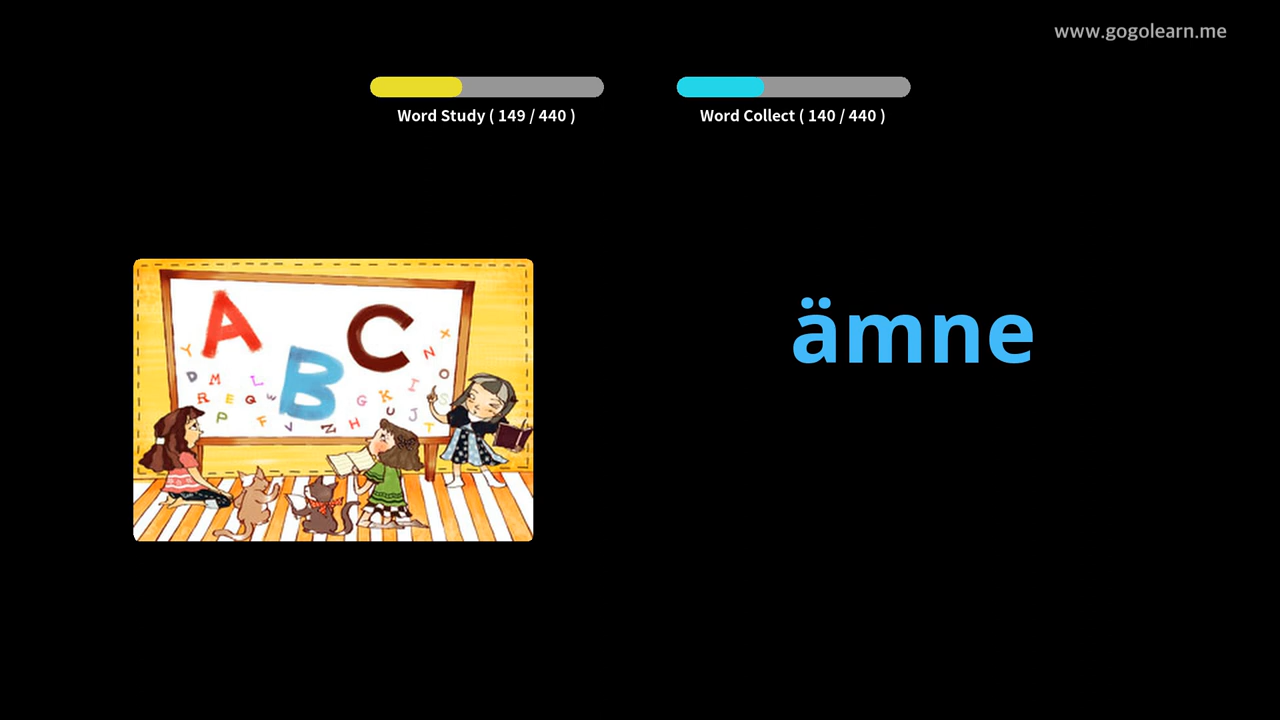 www.gogolearn.me
Word Study ( 149 / 440 )
Word Collect ( 140 / 440 )
A B C
Y X
D M L N O
R E Q W G K I S
P F V Z H U J T
ämne